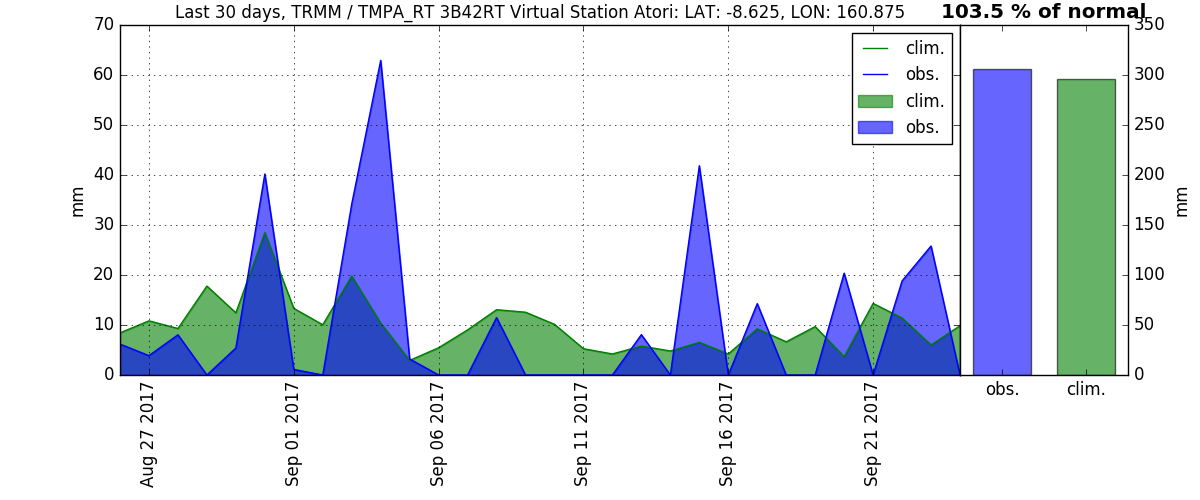 Last 30 days, TRMM / TMPA_RT 3B42RT Virtual Station Atori: LAT: -8.625, LON: 160.875
103.5 % of normal
70
60
50
40
30
20
10
0
mm
clim.
obs.
clim.
obs.
350
300
250
200
150
100
50
0
mm
obs.
clim.
Aug 27 2017
Sep 01 2017
Sep 06 2017
Sep 11 2017
Sep 16 2017
Sep 21 2017